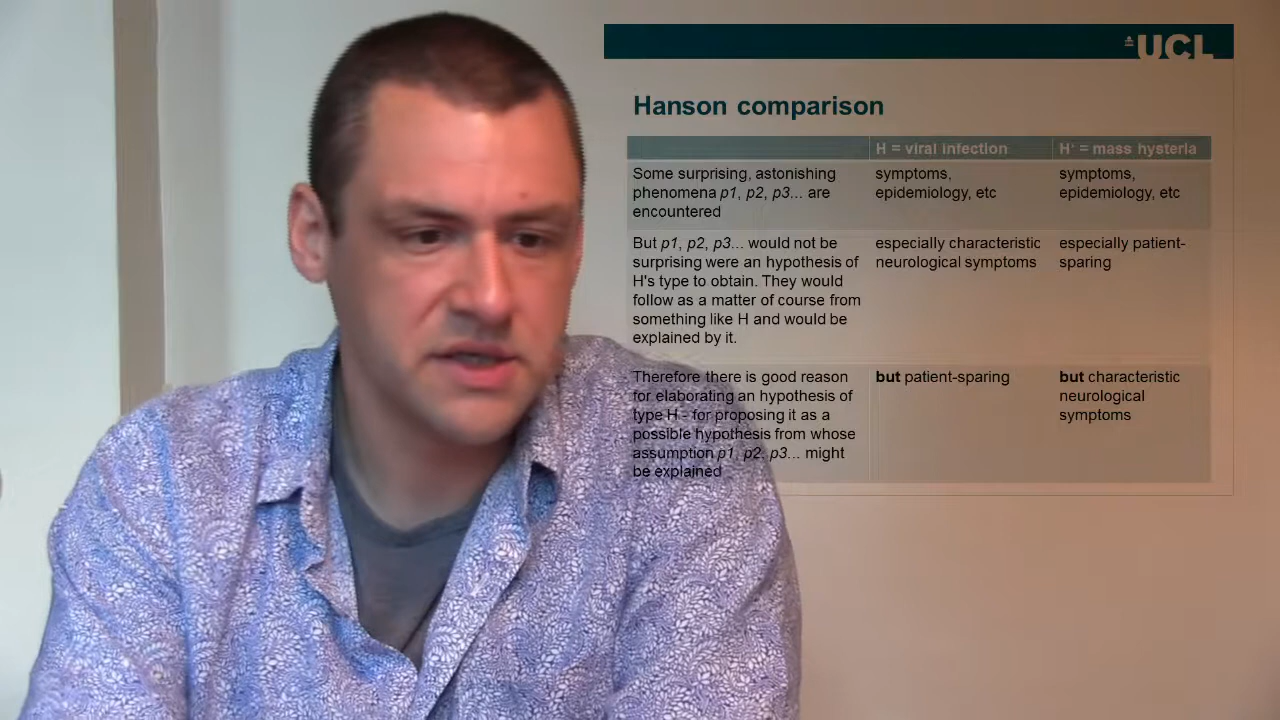 UCL
Hanson comparison
H = viral infection
H' = mass hysteria
Some surprising, astonishing
phenomena p1, p2, p3... are
encountered
symptoms,
epidemiology, etc
symptoms,
epidemiology, etc
But p1, p2, p3... would not be
surprising were an hypothesis of
H's type to obtain. They would
follow as a matter of course from
something like H and would be
explained by it.
especially characteristic
neurological symptoms
especially patient-
sparing
Therefore there is good reason
for elaborating an hypothesis of
type H - for proposing it as a
possible hypothesis from whose
assumption p1, p2, p3... might
be explained
but patient-sparing
but characteristic
neurological
symptoms